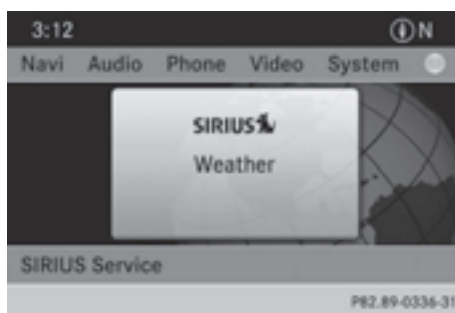 3:12 N
Navi Audio Phone Video System
SIRIUS
Weather
SIRIUS Service
P82.89-0336-31